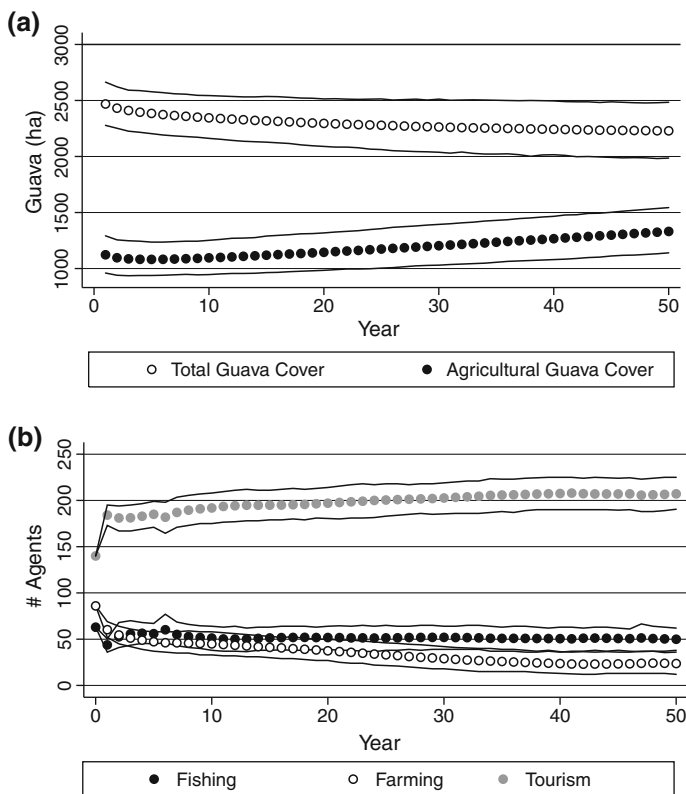 (a)
3000
2500
2000
1500
1000
Guava (ha)
0 10 20 30 40 50
Year
Total Guava Cover Agricultural Guava Cover
(b)
250
200
150
100
50
0
# Agents
0 10 20 30 40 50
Year
Fishing Farming Tourism